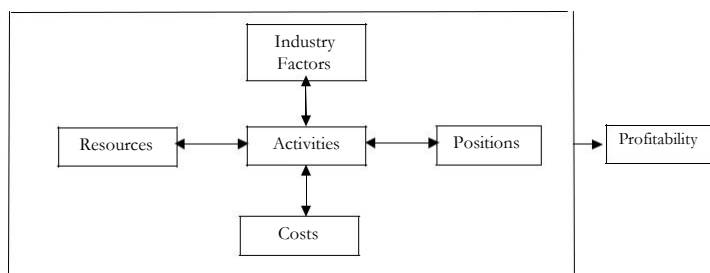 Industry
Factors
Resources
Activities
Positions
Profitability
Costs